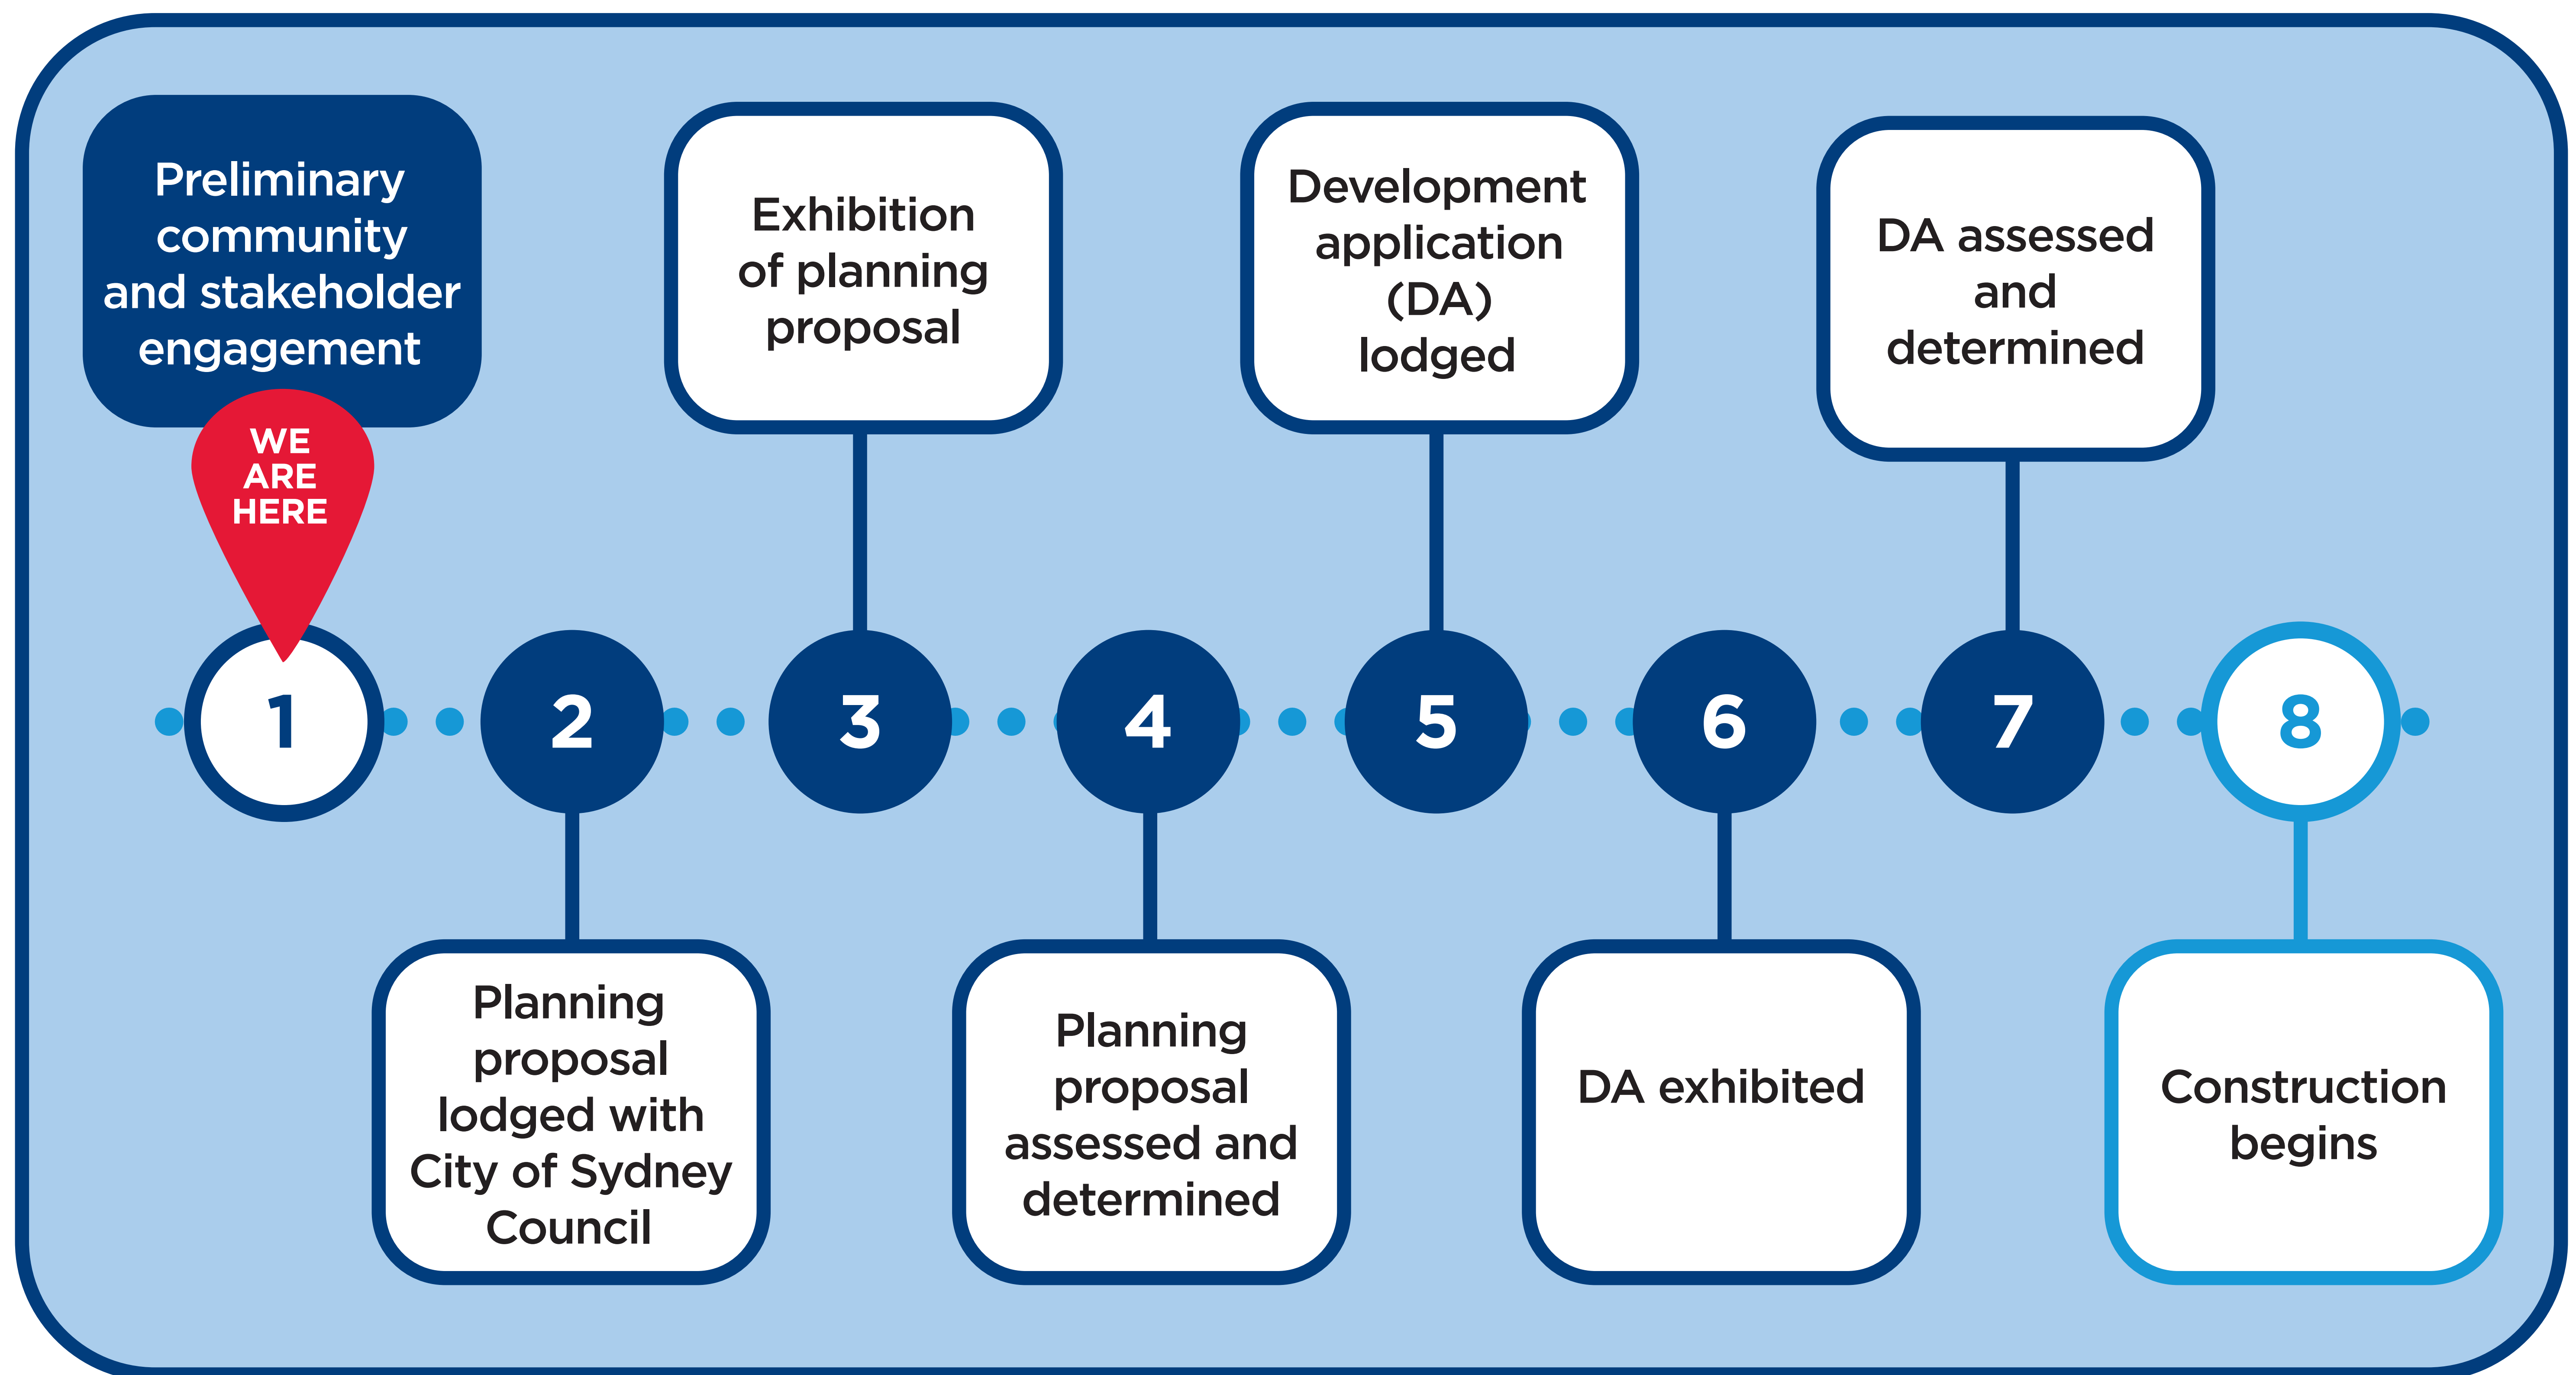 Preliminary
community
and stakeholder
engagement
WE
ARE
HERE
1
Planning
proposal
lodged with
City of Sydney
Council
2
Exhibition
of planning
proposal
3
Planning
proposal
assessed and
determined
4
Development
application
(DA)
lodged
5
DA exhibited
6
DA assessed
and
determined
7
Construction
begins
8